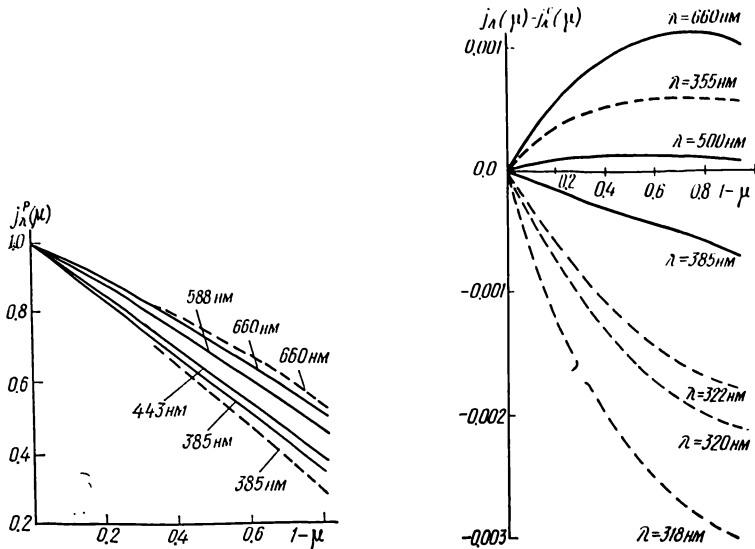 j_λ^P(μ)
1,0
0,8
0,6
0,4
0,2
0,2
0,4
0,6
1-μ
588 нм
660 нм
660 нм
443 нм
385 нм
385 нм
j_λ(μ)-j_λ^c(μ)
0,001
0,0
-0,001
-0,002
-0,003
0,2
0,4
0,6
0,8
1-μ
λ=660нм
λ=355нм
λ=500нм
λ=385нм
λ=322нм
λ=320нм
λ=318нм